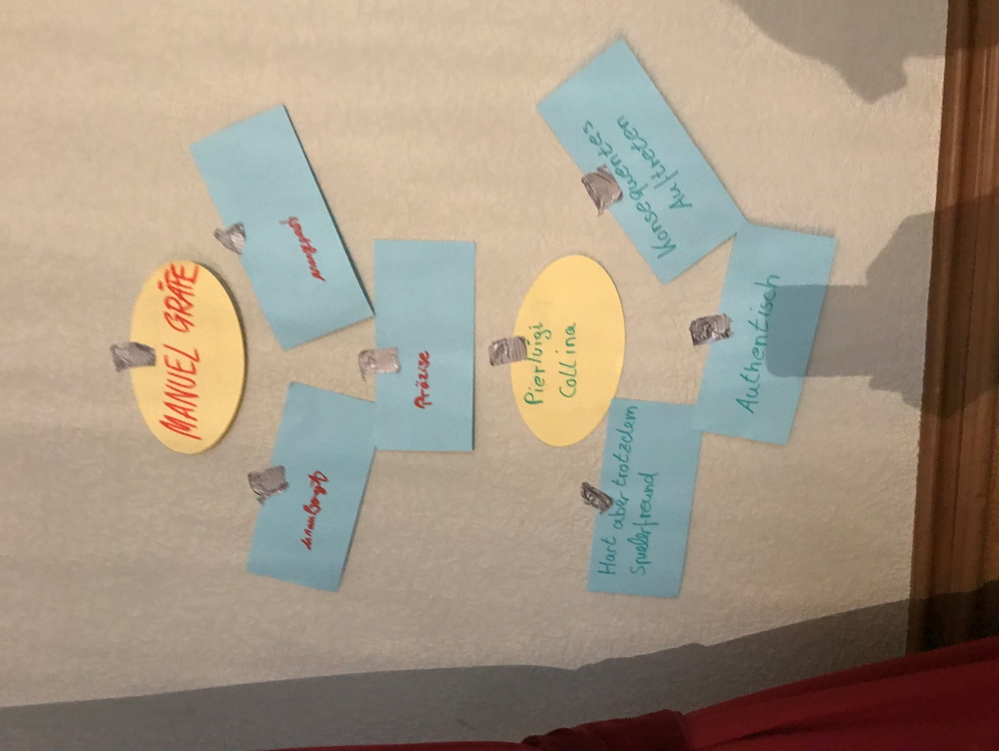 MANUEL GRÄFE
Präzise
Pierluigi
Collina
Hart aber trotzdem
Spielerfreund
Authentisch
Konsequentes
Auftreten